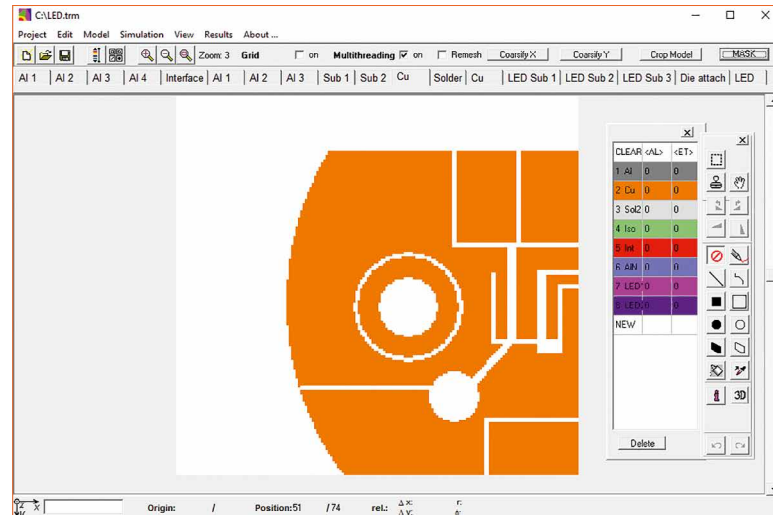 C:\LED.trm
Project Edit Model Simulation View Results About ...
Zoom: 3 Grid on Multithreading on Remesh Coarsify X Coarsify Y Crop Model MASK
Al 1 Al 2 Al 3 Al 4 Interface Al 1 Al 2 Al 3 Sub 1 Sub 2 Cu Solder Cu LED Sub 1 LED Sub 2 LED Sub 3 Die attach LED
CLEAR <AL> <ET>
1 Al 0 0
2 Cu 0 0
3 Sol2 0 0
4 Iso 0 0
5 Int 0 0
6 AlN 0 0
7 LED 0 0
8 LED 0 0
NEW
3D
Delete
Z X Origin: / Position:51 /74 rel.: Δ X: r:
Δ Y: